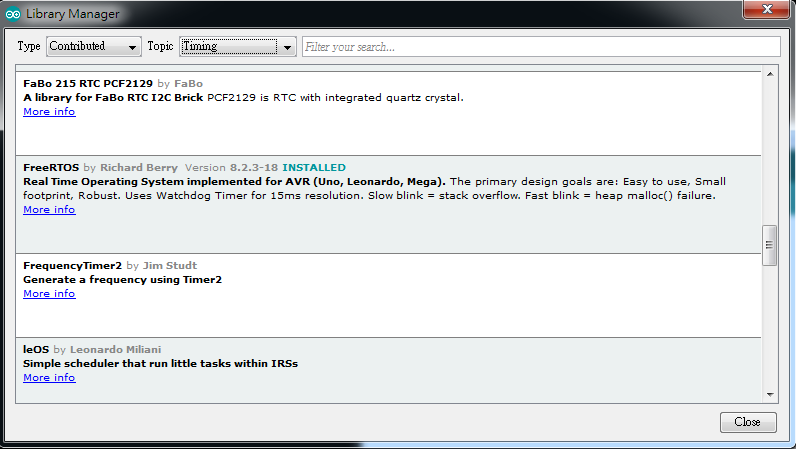 Library Manager
Type Contributed Topic Timing Filter your search...
FaBo 215 RTC PCF2129 by FaBo
A library for FaBo RTC I2C Brick PCF2129 is RTC with integrated quartz crystal.
More info
FreeRTOS by Richard Berry Version 8.2.3-18 INSTALLED
Real Time Operating System implemented for AVR (Uno, Leonardo, Mega). The primary design goals are: Easy to use, Small
footprint, Robust. Uses Watchdog Timer for 15ms resolution. Slow blink = stack overflow. Fast blink = heap malloc() failure.
More info
FrequencyTimer2 by Jim Studt
Generate a frequency using Timer2
More info
leOS by Leonardo Miliani
Simple scheduler that run little tasks within IRSs
More info
Close